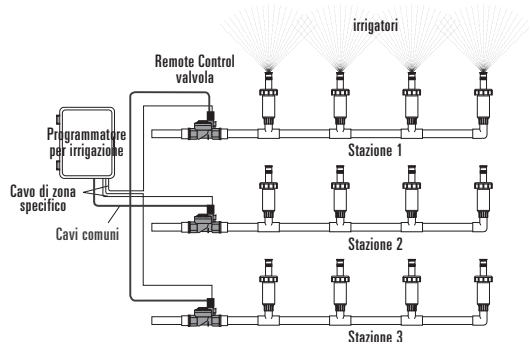 irrigatori
Remote Control
valvola
Programmatore
per irrigazione
Stazione 1
Cavo di zona
specifico
Cavi comuni
Stazione 2
Stazione 3